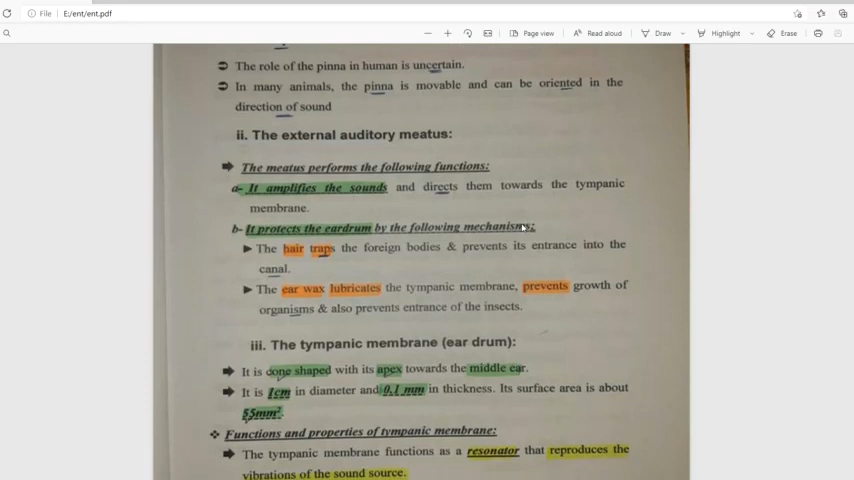 File
E:/ent/ent.pdf
Page view
Read aloud
Draw
Highlight
Erase
The role of the pinna in human is uncertain.
In many animals, the pinna is movable and can be oriented in the
direction of sound
ii. The external auditory meatus:
The meatus performs the following functions:
a- It amplifies the sounds and directs them towards the tympanic
membrane.
b- It protects the eardrum by the following mechanisms:
The hair traps the foreign bodies & prevents its entrance into the
canal.
The ear wax lubricates the tympanic membrane, prevents growth of
organisms & also prevents entrance of the insects.
iii. The tympanic membrane (ear drum):
It is cone shaped with its apex towards the middle ear.
It is 1cm in diameter and 0.1 mm in thickness. Its surface area is about
55mm².
Functions and properties of tympanic membrane:
The tympanic membrane functions as a resonator that reproduces the
vibrations of the sound source.